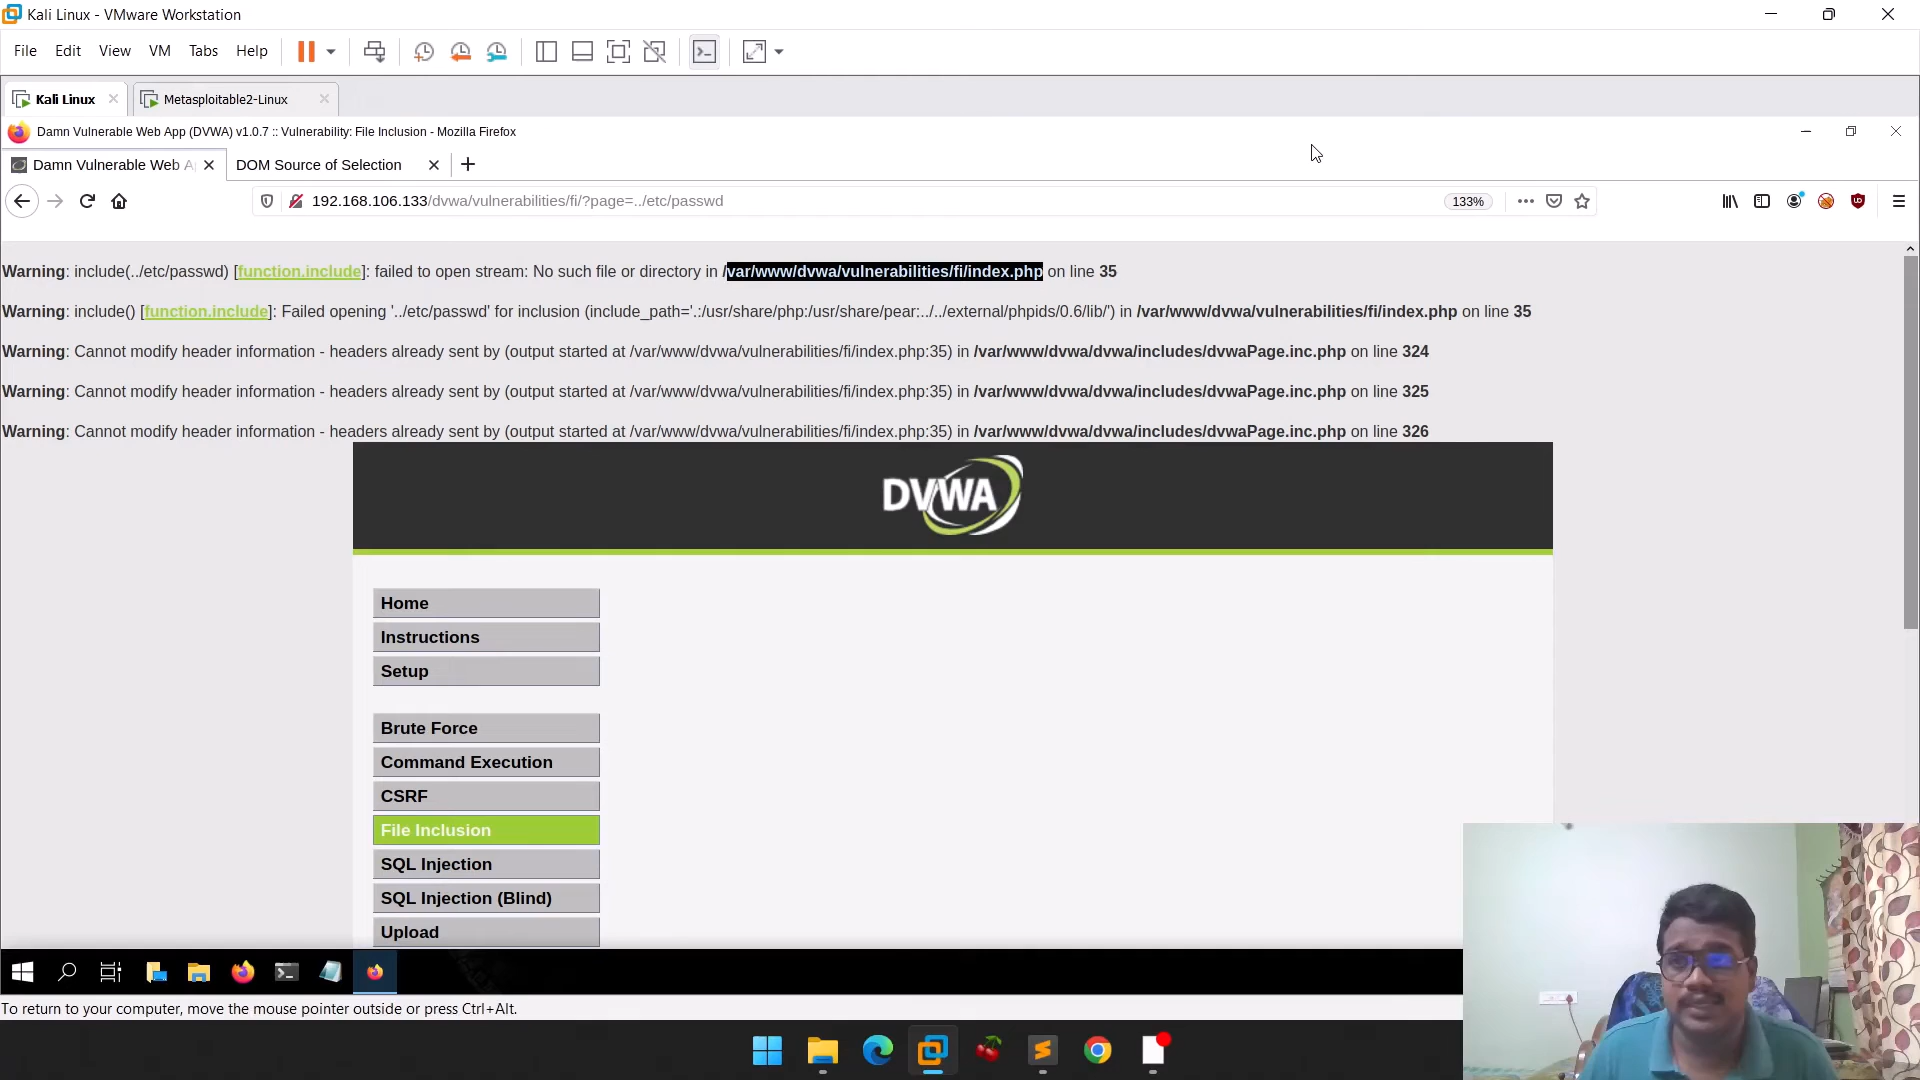 Kali Linux - VMware Workstation
File Edit View VM Tabs Help
Kali Linux Metasploitable2-Linux
Damn Vulnerable Web App (DVWA) v1.0.7 :: Vulnerability: File Inclusion - Mozilla Firefox
Damn Vulnerable Web A DOM Source of Selection
192.168.106.133/dvwa/vulnerabilities/fi/?page=../etc/passwd 133%
Warning: include(../etc/passwd) [function.include]: failed to open stream: No such file or directory in /var/www/dvwa/vulnerabilities/fi/index.php on line 35
Warning: include() [function.include]: Failed opening '../etc/passwd' for inclusion (include_path='.:/usr/share/php:/usr/share/pear:../../external/phpids/0.6/lib/') in /var/www/dvwa/vulnerabilities/fi/index.php on line 35
Warning: Cannot modify header information - headers already sent by (output started at /var/www/dvwa/vulnerabilities/fi/index.php:35) in /var/www/dvwa/dvwa/includes/dvwaPage.inc.php on line 324
Warning: Cannot modify header information - headers already sent by (output started at /var/www/dvwa/vulnerabilities/fi/index.php:35) in /var/www/dvwa/dvwa/includes/dvwaPage.inc.php on line 325
Warning: Cannot modify header information - headers already sent by (output started at /var/www/dvwa/vulnerabilities/fi/index.php:35) in /var/www/dvwa/dvwa/includes/dvwaPage.inc.php on line 326
DVWA
Home
Instructions
Setup
Brute Force
Command Execution
CSRF
File Inclusion
SQL Injection
SQL Injection (Blind)
Upload
To return to your computer, move the mouse pointer outside or press Ctrl+Alt.